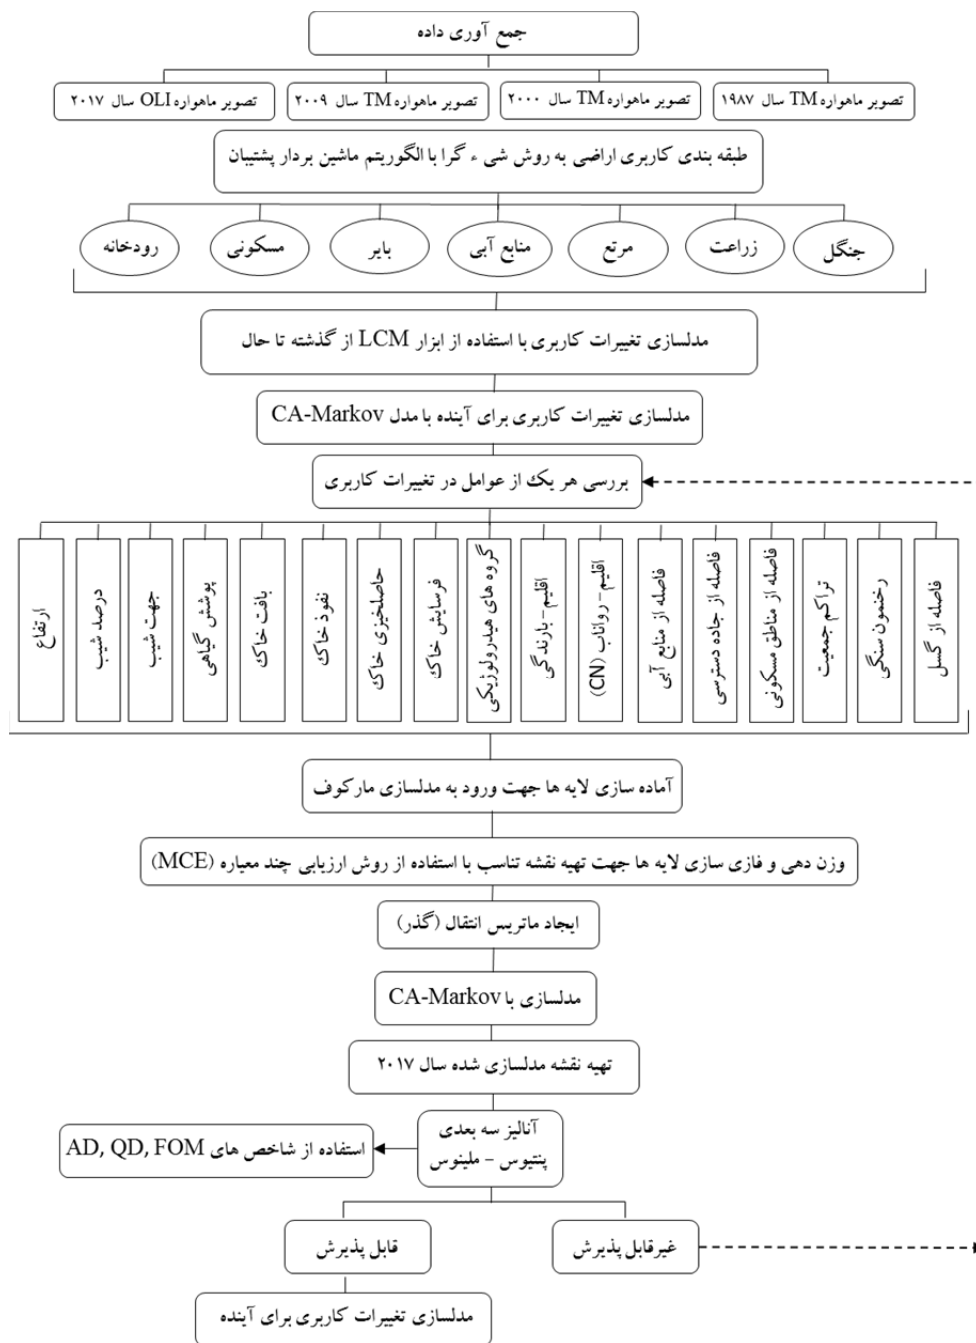 جمع آوری داده
تصویر ماهواره TM سال ۱۹۸۷
تصویر ماهواره TM سال ۲۰۰۰
تصویر ماهواره TM سال ۲۰۰۹
تصویر ماهواره OLI سال ۲۰۱۷
طبقه بندی کاربری اراضی به روش شی ء گرا با الگوریتم ماشین بردار پشتیبان
جنگل
زراعت
مرتع
منابع آبی
بایر
مسکونی
رودخانه
مدلسازی تغییرات کاربری با استفاده از ابزار LCM از گذشته تا حال
مدلسازی تغییرات کاربری برای آینده با مدل CA-Markov
بررسی هر یک از عوامل در تغییرات کاربری
فاصله از گسل
رخنمون سنگی
تراکم جمعیت
فاصله از مناطق مسکونی
فاصله از جاده دسترسی
فاصله از منابع آبی
اقلیم- رواناب (CN)
اقلیم- بارندگی
گروه های هیدرولوژیکی
فرسایش خاک
حاصلخیزی خاک
نفوذ خاک
بافت خاک
پوشش گیاهی
جهت شیب
درصد شیب
ارتفاع
آماده سازی لایه ها جهت ورود به مدلسازی مارکوف
وزن دهی و فازی سازی لایه ها جهت تهیه نقشه تناسب با استفاده از روش ارزیابی چند معیاره (MCE)
ایجاد ماتریس انتقال (گذر)
مدلسازی با CA-Markov
تهیه نقشه مدلسازی شده سال ۲۰۱۷
آنالیز سه بعدی
پنتیوس - ملینوس
استفاده از شاخص های AD, QD, FOM
غیرقابل پذیرش
قابل پذیرش
مدلسازی تغییرات کاربری برای آینده